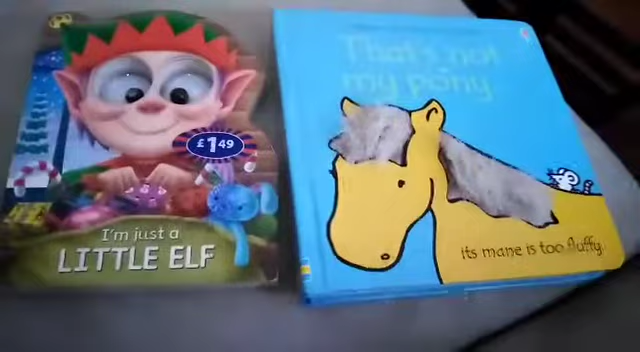 £1.49
I'm just a
LITTLE ELF
That's not
my pony
its mane is too fluffy.